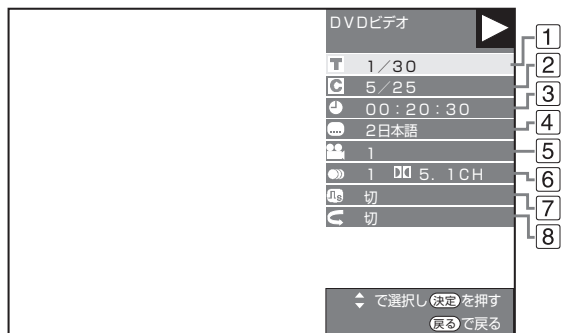 DVDビデオ
T 1/30 1
C 5/25 2
00:20:30 3
2日本語 4
1 5
1 5.1CH 6
切 7
切 8
で選択し 決定 を押す
戻る で戻る